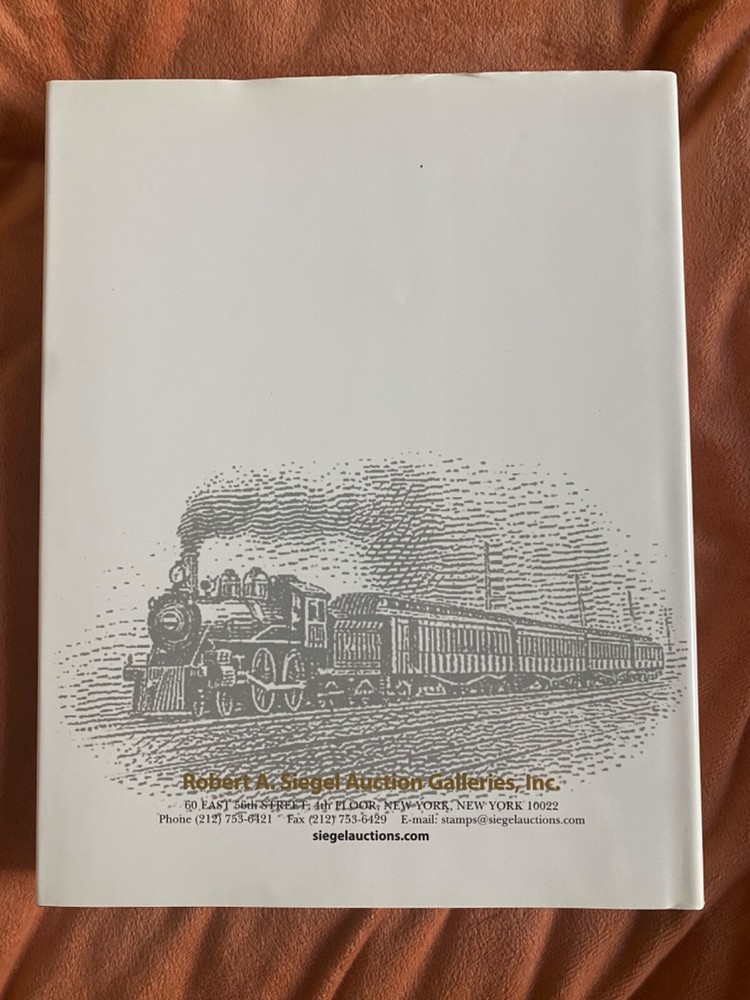 Robert A. Siegel Auction Galleries, Inc.
60 EAST 56th STREET, 4th FLOOR, NEW YORK, NEW YORK 10022
Phone (212) 753-6421 Fax (212) 753-6429 E-mail: stamps@siegelauctions.com
siegelauctions.com